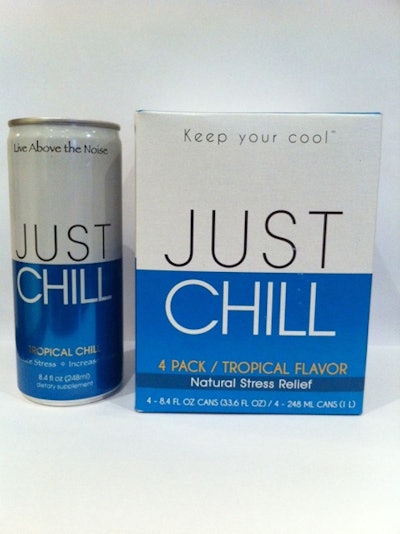 Live Above the Noise
JUST
CHILL
TROPICAL CHILL
Stress • Increase
8.4 fl oz (248ml)
dietary supplement
Keep your cool™
JUST
CHILL
4 PACK / TROPICAL FLAVOR
Natural Stress Relief
4 - 8.4 FL OZ CANS (33.6 FL OZ) / 4 - 248 ML CANS (1 L)